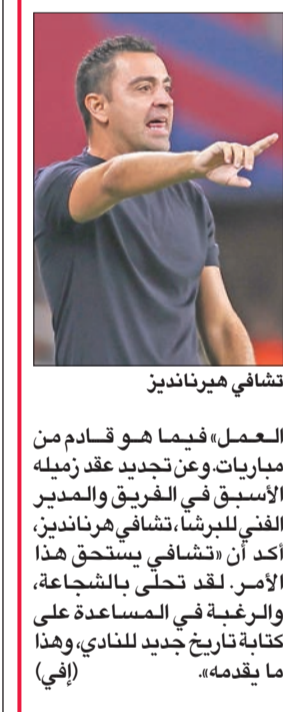 تشافي هيرنانديز
العمل» فيما هو قادم من
مباريات. وعن تجديد عقد زميله
الأسبق في الفريق والمدير
الفني للبرشا، تشافي هرنانديز،
أكد أن «تشافي يستحق هذا
الأمر. لقد تحلى بالشجاعة،
والرغبة في المساعدة على
كتابة تاريخ جديد للنادي، وهذا
ما يقدمه». (إفي)